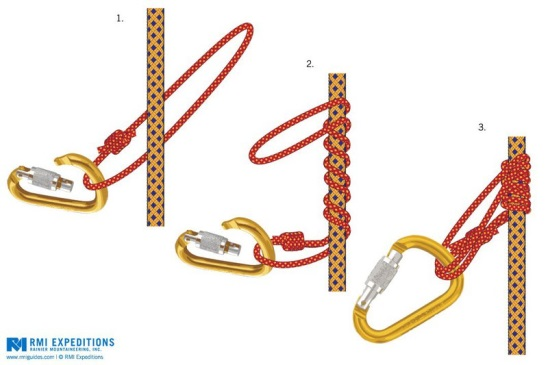 1.
2.
3.
RMI EXPEDITIONS
RAINIER MOUNTAINEERING, INC.
www.rmiguides.com | © RMI Expeditions